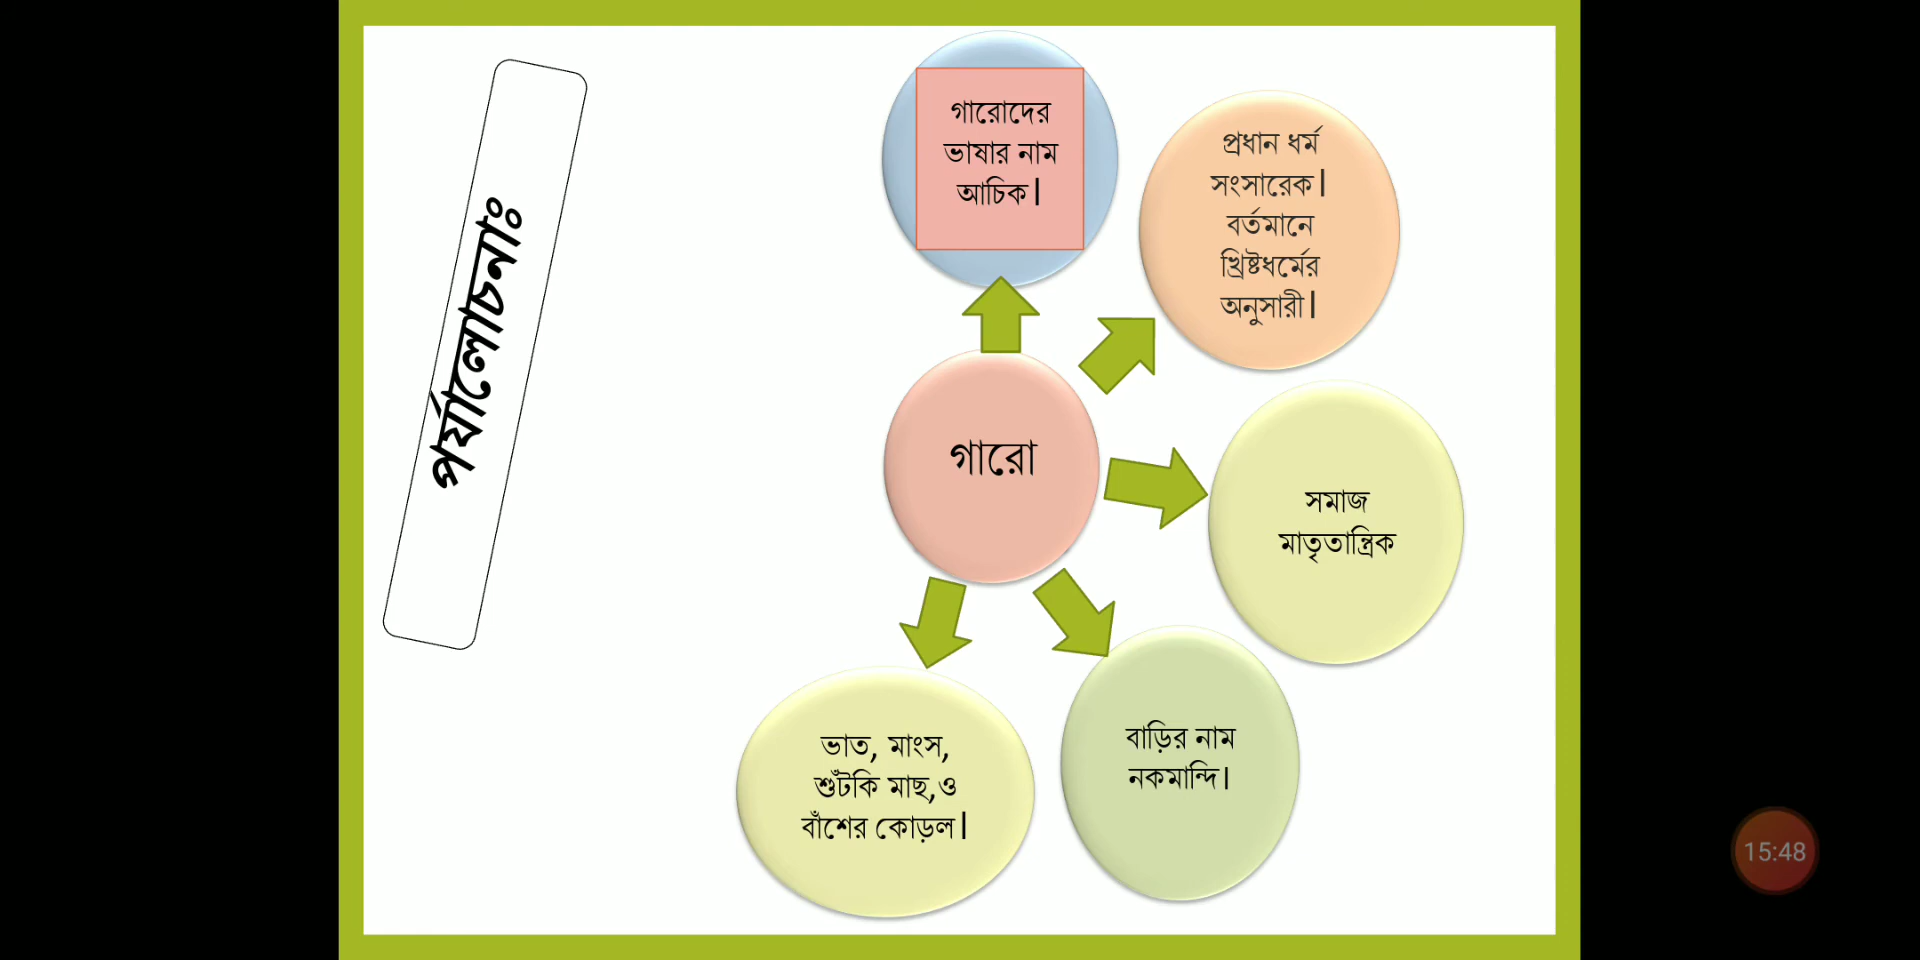 পর্যালোচনাঃ
গারোদের
ভাষার নাম
আচিক|
প্রধান ধর্ম
সংসারেক|
বর্তমানে
খ্রিষ্টধর্মের
অনুসারী|
গারো
সমাজ
মাতৃতান্ত্রিক
বাড়ির নাম
নকমান্দি।
ভাত, মাংস,
শুঁটকি মাছ,ও
বাঁশের কোড়ল|
15:48